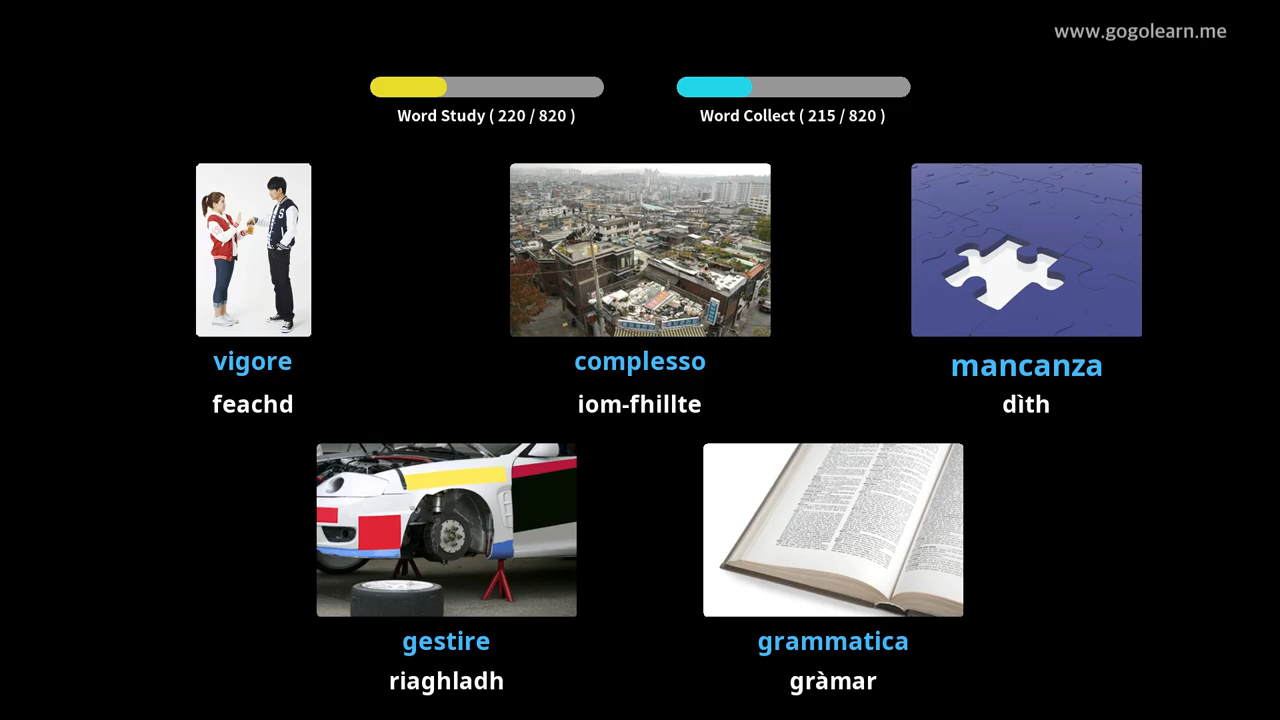 www.gogolearn.me
Word Study ( 220 / 820 )
Word Collect ( 215 / 820 )
vigore
feachd
complesso
iom-fhillte
mancanza
dìth
gestire
riaghladh
grammatica
gràmar